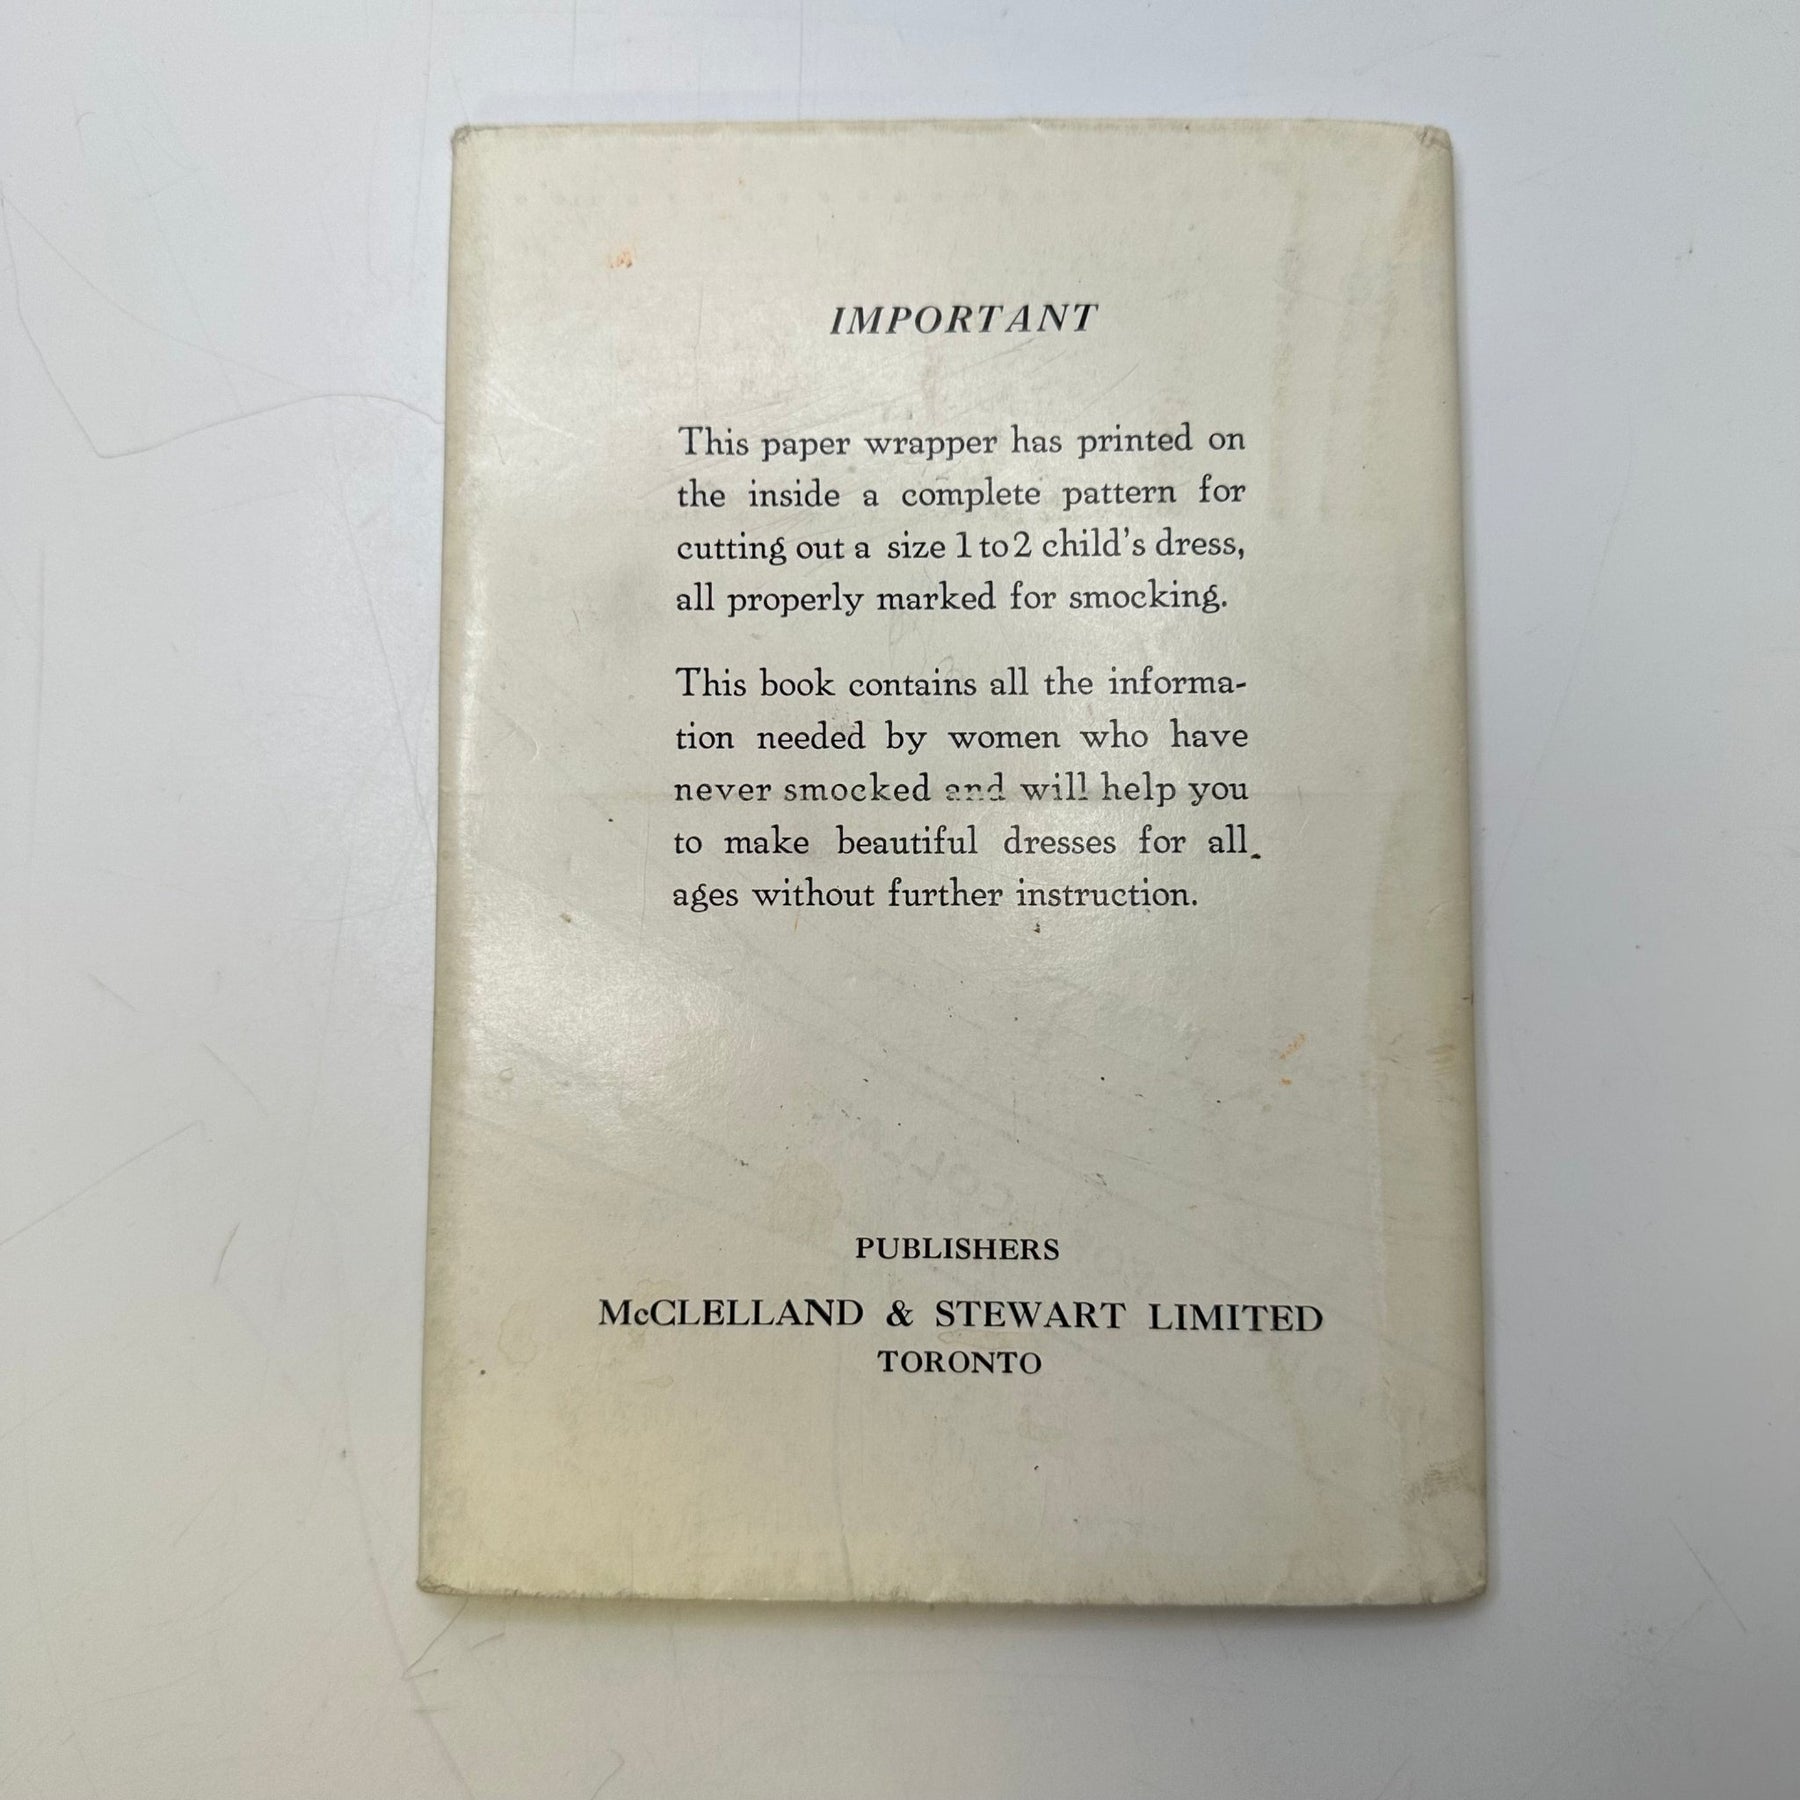 IMPORTANT
This paper wrapper has printed on
the inside a complete pattern for
cutting out a size 1 to 2 child's dress,
all properly marked for smocking.
This book contains all the informa-
tion needed by women who have
never smocked and will help you
to make beautiful dresses for all
ages without further instruction.
PUBLISHERS
McCLELLAND & STEWART LIMITED
TORONTO